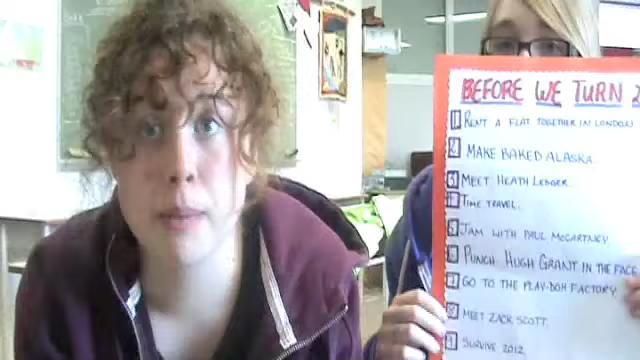 BEFORE WE TURN 2
1 RENT A FLAT TOGETHER IN LONDON
2 MAKE BAKED ALASKA.
3 MEET HEATH LEDGER.
4 TIME TRAVEL.
5 JAM WITH PAUL MCCARTNEY
6 PUNCH HUGH GRANT IN THE FACE
7 GO TO THE PLAY-DOH FACTORY
8 MEET ZACK SCOTT.
9 SURVIVE 2012.